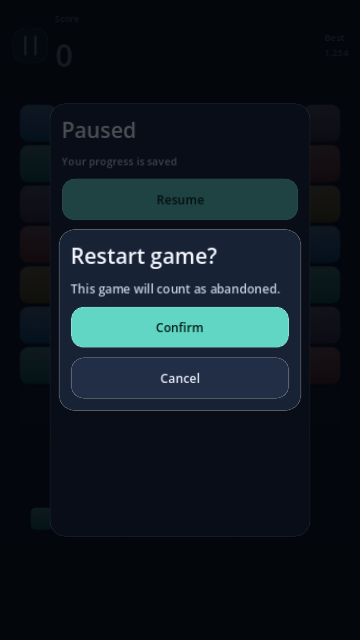 Score
0
Best
1,234
Paused
Your progress is saved
Resume
Restart game?
This game will count as abandoned.
Confirm
Cancel